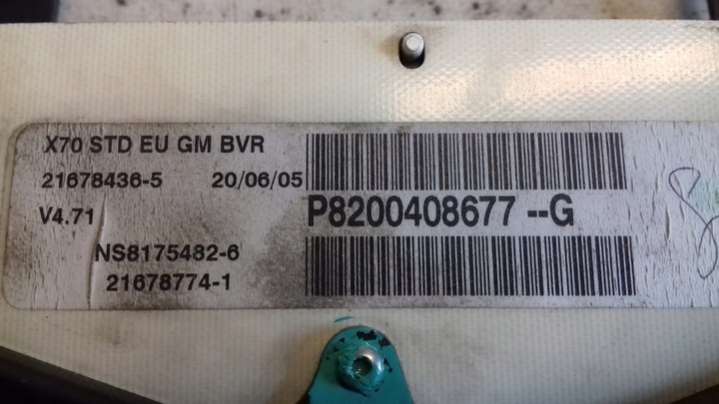 X70 STD EU GM BVR
21678436-5 20/06/05
V4.71
P8200408677 --G
NS8175482-6
21678774-1